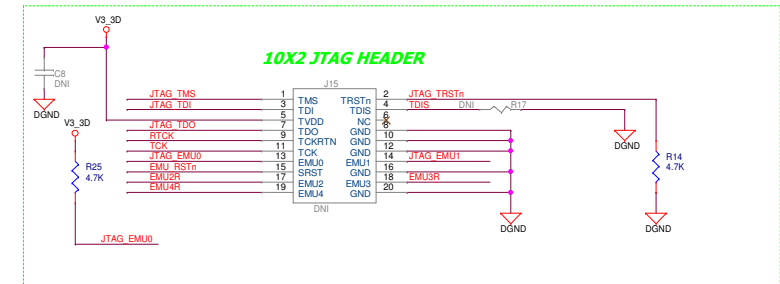 V3_3D
10X2 JTAG HEADER
C8
DNI
DGND
V3_3D
R25
4.7K
JTAG_EMU0
J15
JTAG_TMS 1 TMS TRSTn 2 JTAG_TRSTn
JTAG_TDI 3 TDI TDIS 4 TDIS DNI R17
5 TVDD NC 6
JTAG_TDO 7 TDO GND 8
RTCK 9 TCKRTN GND 10
TCK 11 TCK GND 12
JTAG_EMU0 13 EMU0 EMU1 14 JTAG_EMU1
EMU_RSTn 15 SRST GND 16
EMU2R 17 EMU2 EMU3 18 EMU3R
EMU4R 19 EMU4 GND 20
DNI
DGND
R14
4.7K
DGND
DGND